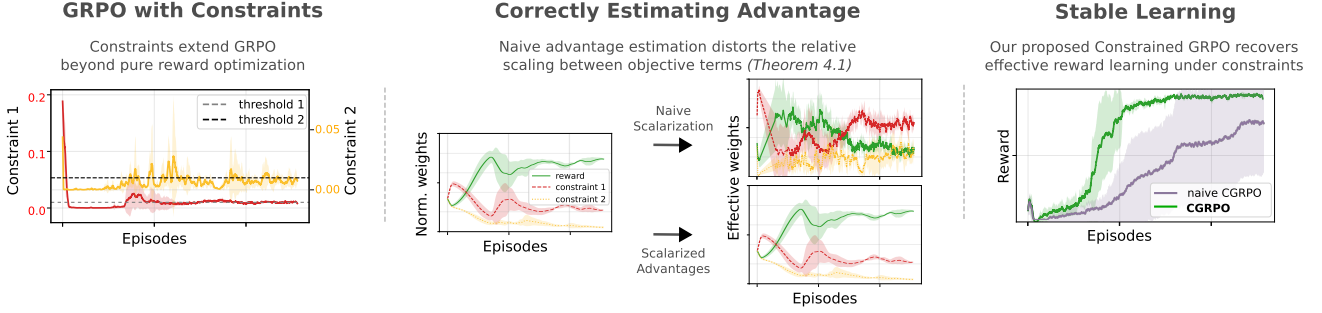 GRPO with Constraints
Constraints extend GRPO
beyond pure reward optimization
Constraint 1
0.2
0.1
0.0
threshold 1
threshold 2
0.05
0.00
Constraint 2
Episodes
Correctly Estimating Advantage
Naive advantage estimation distorts the relative
scaling between objective terms (Theorem 4.1)
Norm. weights
reward
constraint 1
constraint 2
Episodes
Naive
Scalarization
Scalarized
Advantages
Effective weights
Episodes
Stable Learning
Our proposed Constrained GRPO recovers
effective reward learning under constraints
Reward
naive CGRPO
CGRPO
Episodes